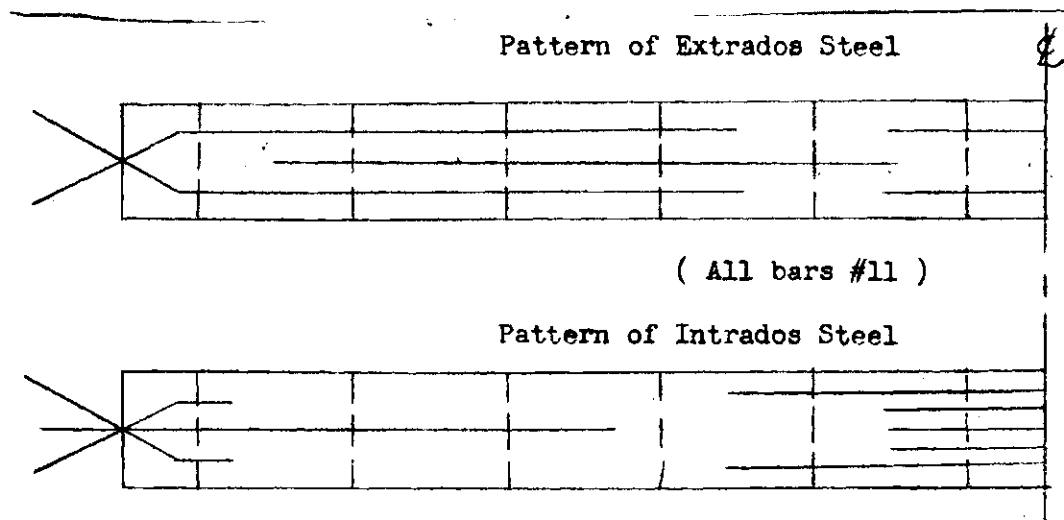 Pattern of Extrados Steel
℄
( All bars #11 )
Pattern of Intrados Steel